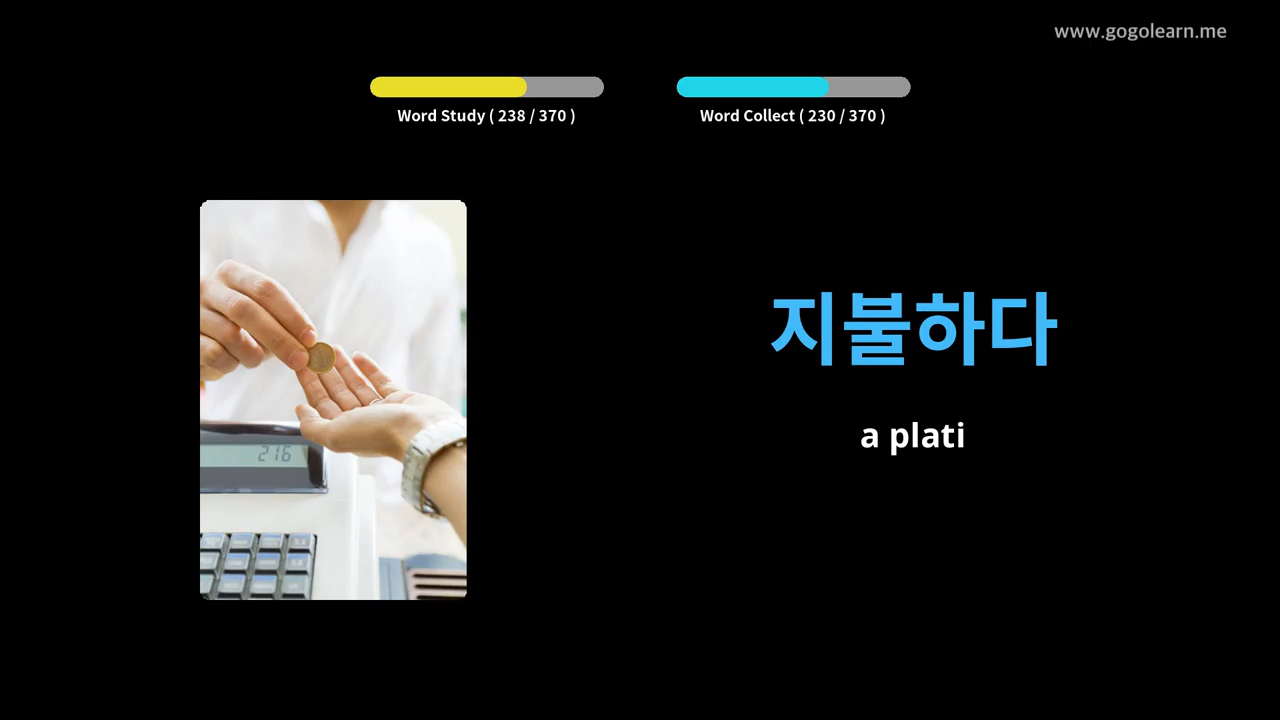 www.gogolearn.me
Word Study ( 238 / 370 )
Word Collect ( 230 / 370 )
216
지불하다
a plati